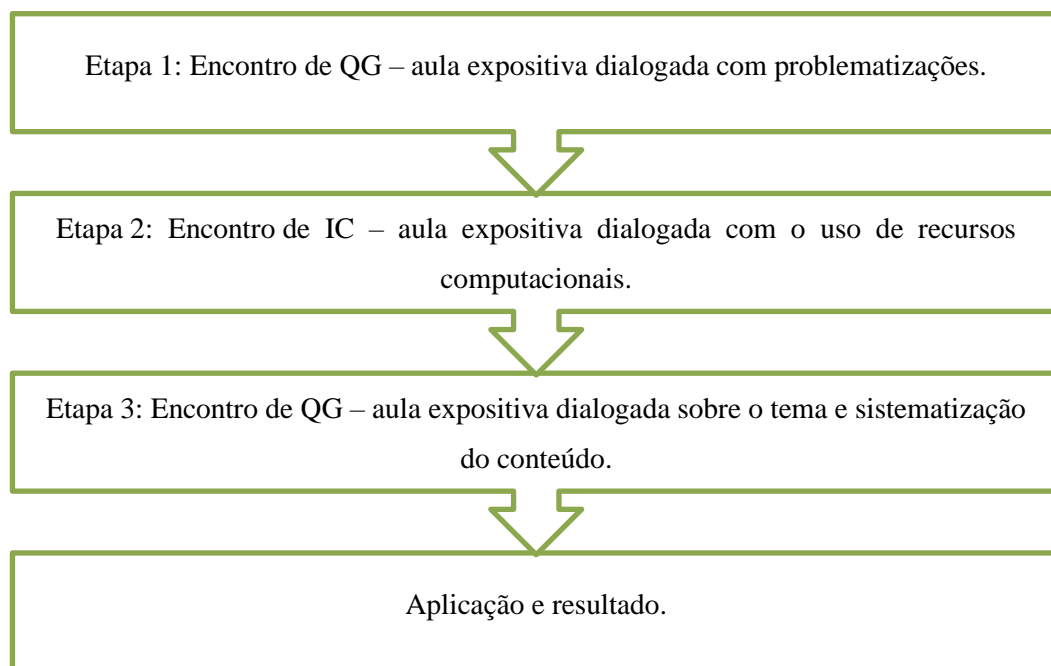 Etapa 1: Encontro de QG – aula expositiva dialogada com problematizações.
Etapa 2: Encontro de IC – aula expositiva dialogada com o uso de recursos
computacionais.
Etapa 3: Encontro de QG – aula expositiva dialogada sobre o tema e sistematização
do conteúdo.
Aplicação e resultado.